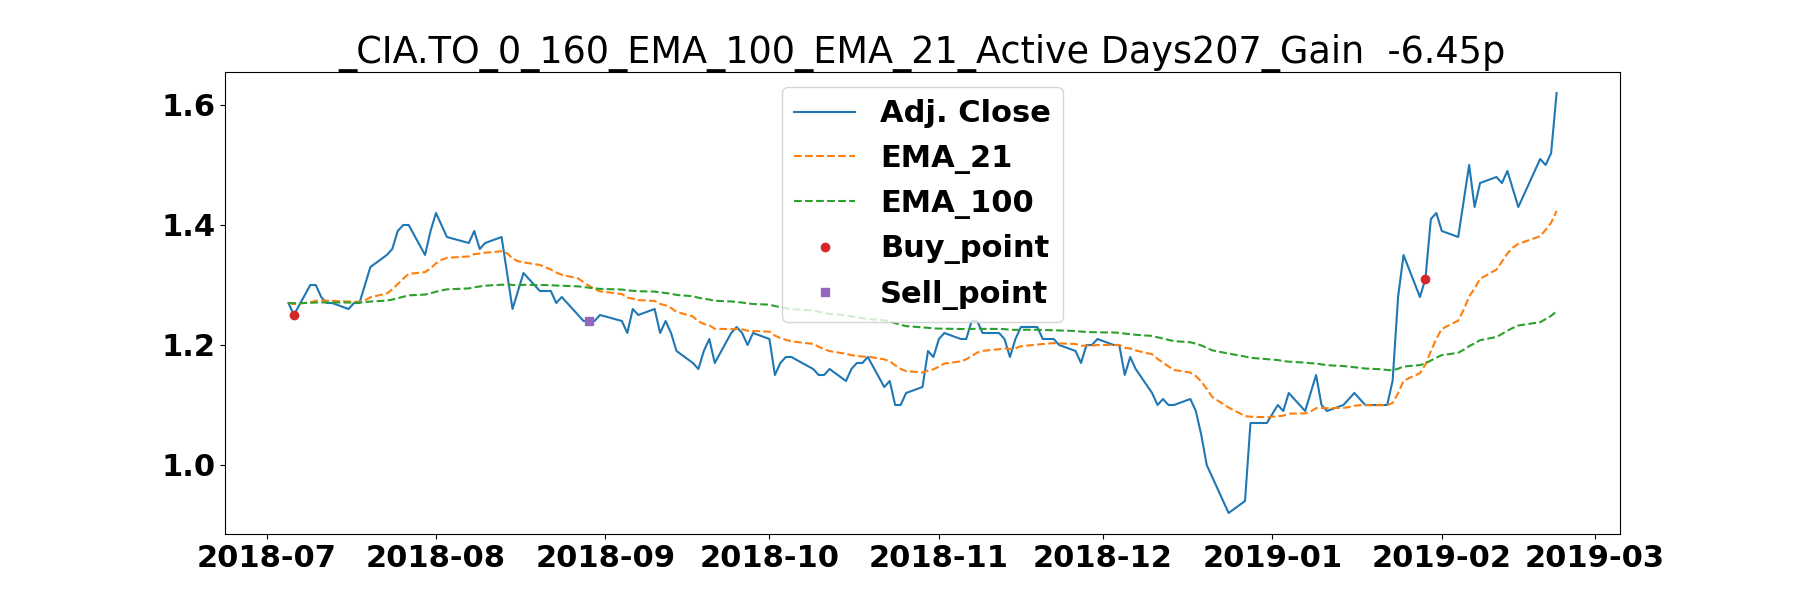 _CIA.TO_0_160_EMA_100_EMA_21_Active Days207_Gain  -6.45p
1.6
1.4
1.2
1.0
Adj. Close
EMA_21
EMA_100
Buy_point
Sell_point
2018-07 2018-08 2018-09 2018-10 2018-11 2018-12 2019-01 2019-02 2019-03